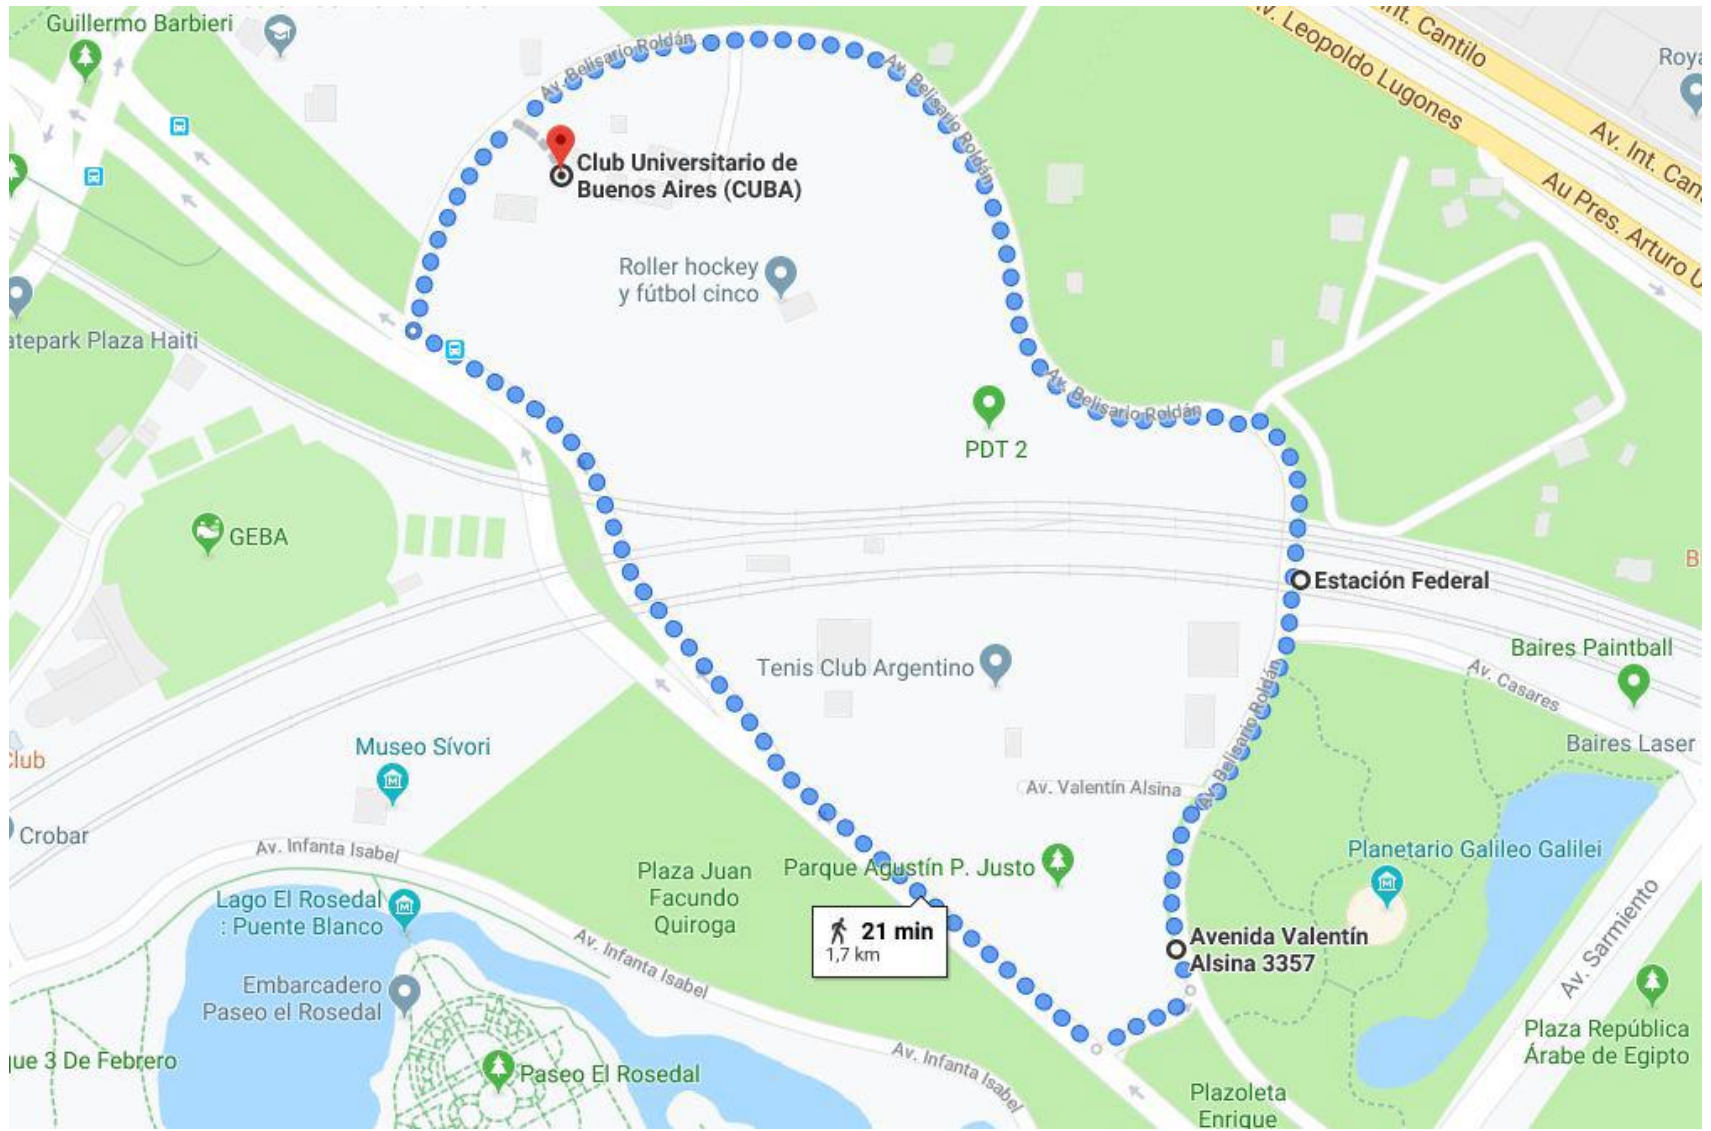 Guillermo Barbieri
Av. Belisario Roldán
Av. Belisario Roldán
Av. Leopoldo Lugones
Int. Cantilo
Av. Int. Can
Au Pres. Arturo U
Roya
Club Universitario de
Buenos Aires (CUBA)
Roller hockey
y fútbol cinco
atepark Plaza Haiti
Av. Belisario Roldán
PDT 2
GEBA
B
Estación Federal
Baires Paintball
Tenis Club Argentino
Av. Casares
Av. Belisario Roldán
Baires Laser
Club
Museo Sívori
Av. Valentín Alsina
Crobar
Av. Infanta Isabel
Planetario Galileo Galilei
Plaza Juan
Facundo
Quiroga
Parque Agustín P. Justo
Lago El Rosedal
: Puente Blanco
21 min
1,7 km
Avenida Valentín
Alsina 3357
Av. Sarmiento
Av. Infanta Isabel
Embarcadero
Paseo el Rosedal
Plaza República
Árabe de Egipto
que 3 De Febrero
Paseo El Rosedal
Av. Infanta Isabel
Plazoleta
Enrique